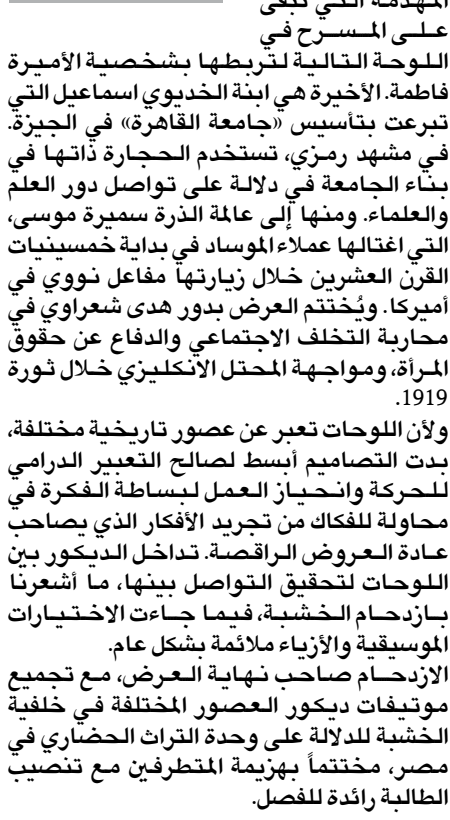 المهدمة التي تبقى
على المسرح في
اللوحة التالية لتربطها بشخصية الأميرة
فاطمة. الأخيرة هي ابنة الخديوي اسماعيل التي
تبرعت بتأسيس «جامعة القاهرة» في الجيزة.
في مشهد رمزي، تستخدم الحجارة ذاتها في
بناء الجامعة في دلالة على تواصل دور العلم
والعلماء. ومنها إلى عالمة الذرة سميرة موسى،
التي اغتالها عملاء الموساد في بداية خمسينيات
القرن العشرين خلال زيارتها مفاعل نووي في
أميركا. ويُختتم العرض بدور هدى شعراوي في
محاربة التخلف الاجتماعي والدفاع عن حقوق
المرأة، ومواجهة المحتل الانكليزي خلال ثورة
1919.
ولأن اللوحات تعبر عن عصور تاريخية مختلفة،
بدت التصاميم أبسط لصالح التعبير الدرامي
للحركة وانحياز العمل لبساطة الفكرة في
محاولة للفكاك من تجريد الأفكار الذي يصاحب
عادة العروض الراقصة. تداخل الديكور بين
اللوحات لتحقيق التواصل بينها، ما أشعرنا
بازدحام الخشبة، فيما جاءت الاختيارات
الموسيقية والأزياء ملائمة بشكل عام.
الازدحام صاحب نهاية العرض، مع تجميع
موتيفات ديكور العصور المختلفة في خلفية
الخشبة للدلالة على وحدة التراث الحضاري في
مصر، مختتماً بهزيمة المتطرفين مع تنصيب
الطالبة رائدة للفصل.